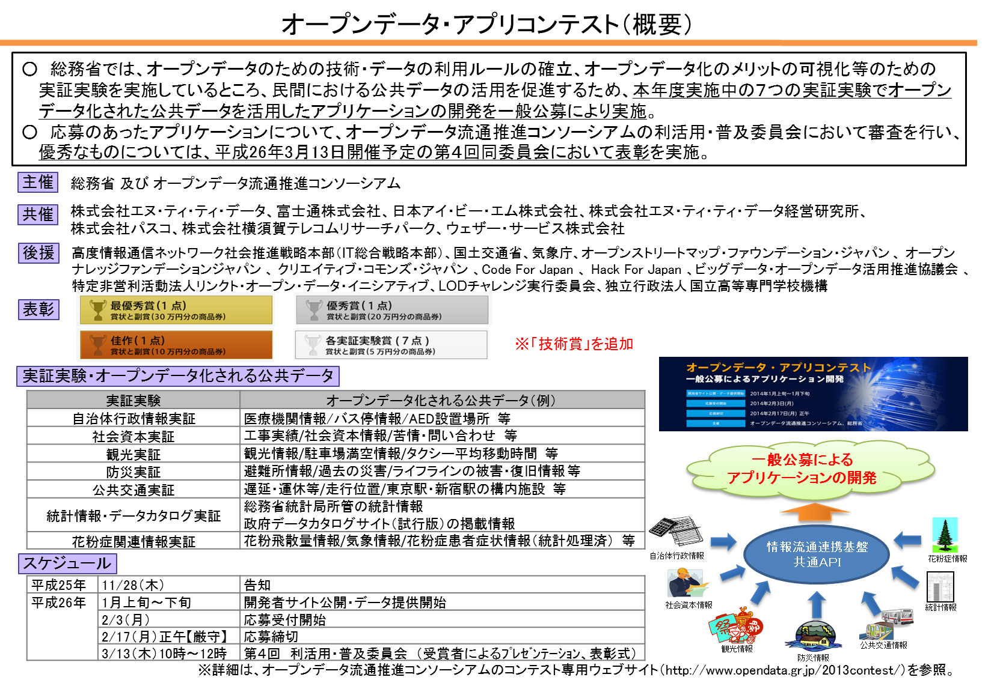 オープンデータ・アプリコンテスト（概要）
○　総務省では、オープンデータのための技術・データの利用ルールの確立、オープンデータ化のメリットの可視化等のための
実証実験を実施しているところ、民間における公共データの活用を促進するため、本年度実施中の7つの実証実験でオープン
データ化された公共データを活用したアプリケーションの開発を一般公募により実施。
○　応募のあったアプリケーションについて、オープンデータ流通推進コンソーシアムの利活用・普及委員会において審査を行い、
優秀なものについては、平成26年3月13日開催予定の第4回同委員会において表彰を実施。
主催　総務省 及び オープンデータ流通推進コンソーシアム
共催　株式会社エヌ・ティ・ティ・データ、富士通株式会社、日本アイ・ビー・エム株式会社、株式会社エヌ・ティ・ティ・データ経営研究所、
株式会社パスコ、株式会社横須賀テレコムリサーチパーク、ウェザー・サービス株式会社
後援　高度情報通信ネットワーク社会推進戦略本部（IT総合戦略本部）、国土交通省、気象庁、オープンストリートマップ・ファウンデーション・ジャパン 、オープン
ナレッジファンデーションジャパン 、クリエイティブ・コモンズ・ジャパン 、Code For Japan 、 Hack For Japan 、ビッグデータ・オープンデータ活用推進協議会 、
特定非営利活動法人リンクト・オープン・データ・イニシアティブ、LODチャレンジ実行委員会、独立行政法人 国立高等専門学校機構
表彰
最優秀賞（1 点）
賞状と副賞（30 万円分の商品券）
優秀賞（1 点）
賞状と副賞（20 万円分の商品券）
佳作（1 点）
賞状と副賞（10 万円分の商品券）
各実証実験賞（7 点）
賞状と副賞（5 万円分の商品券）
※「技術賞」を追加
実証実験・オープンデータ化される公共データ
実証実験　オープンデータ化される公共データ（例）
自治体行政情報実証　医療機関情報/バス停情報/AED設置場所 等
社会資本実証　工事実績/社会資本情報/苦情・問い合わせ 等
観光実証　観光情報/駐車場満空情報/タクシー平均移動時間 等
防災実証　避難所情報/過去の災害/ライフラインの被害・復旧情報 等
公共交通実証　遅延・運休等/走行位置/東京駅・新宿駅の構内施設 等
統計情報・データカタログ実証　総務省統計局所管の統計情報
政府データカタログサイト（試行版）の掲載情報
花粉症関連情報実証　花粉飛散量情報/気象情報/花粉症患者症状情報（統計処理済） 等
スケジュール
平成25年　11/28（木）　告知
平成26年　1月上旬～下旬　開発者サイト公開・データ提供開始
2/3（月）　応募受付開始
2/17（月）正午【厳守】　応募締切
3/13（木）10時～12時　第4回 利活用・普及委員会 （受賞者によるプレゼンテーション、表彰式）
オープンデータ・アプリコンテスト
一般公募によるアプリケーション開発
開発者サイト公開・データ提供開始　2014年1月上旬～1月下旬
応募受付開始　2014年2月3日(月)
応募締切　2014年2月17日(月) 正午
主催　オープンデータ流通推進コンソーシアム、総務省
一般公募による
アプリケーションの開発
情報流通連携基盤
共通API
自治体行政情報
社会資本情報
観光情報
祭
防災情報
公共交通情報
統計情報
花粉症情報
※詳細は、オープンデータ流通推進コンソーシアムのコンテスト専用ウェブサイト（http://www.opendata.gr.jp/2013contest/）を参照。